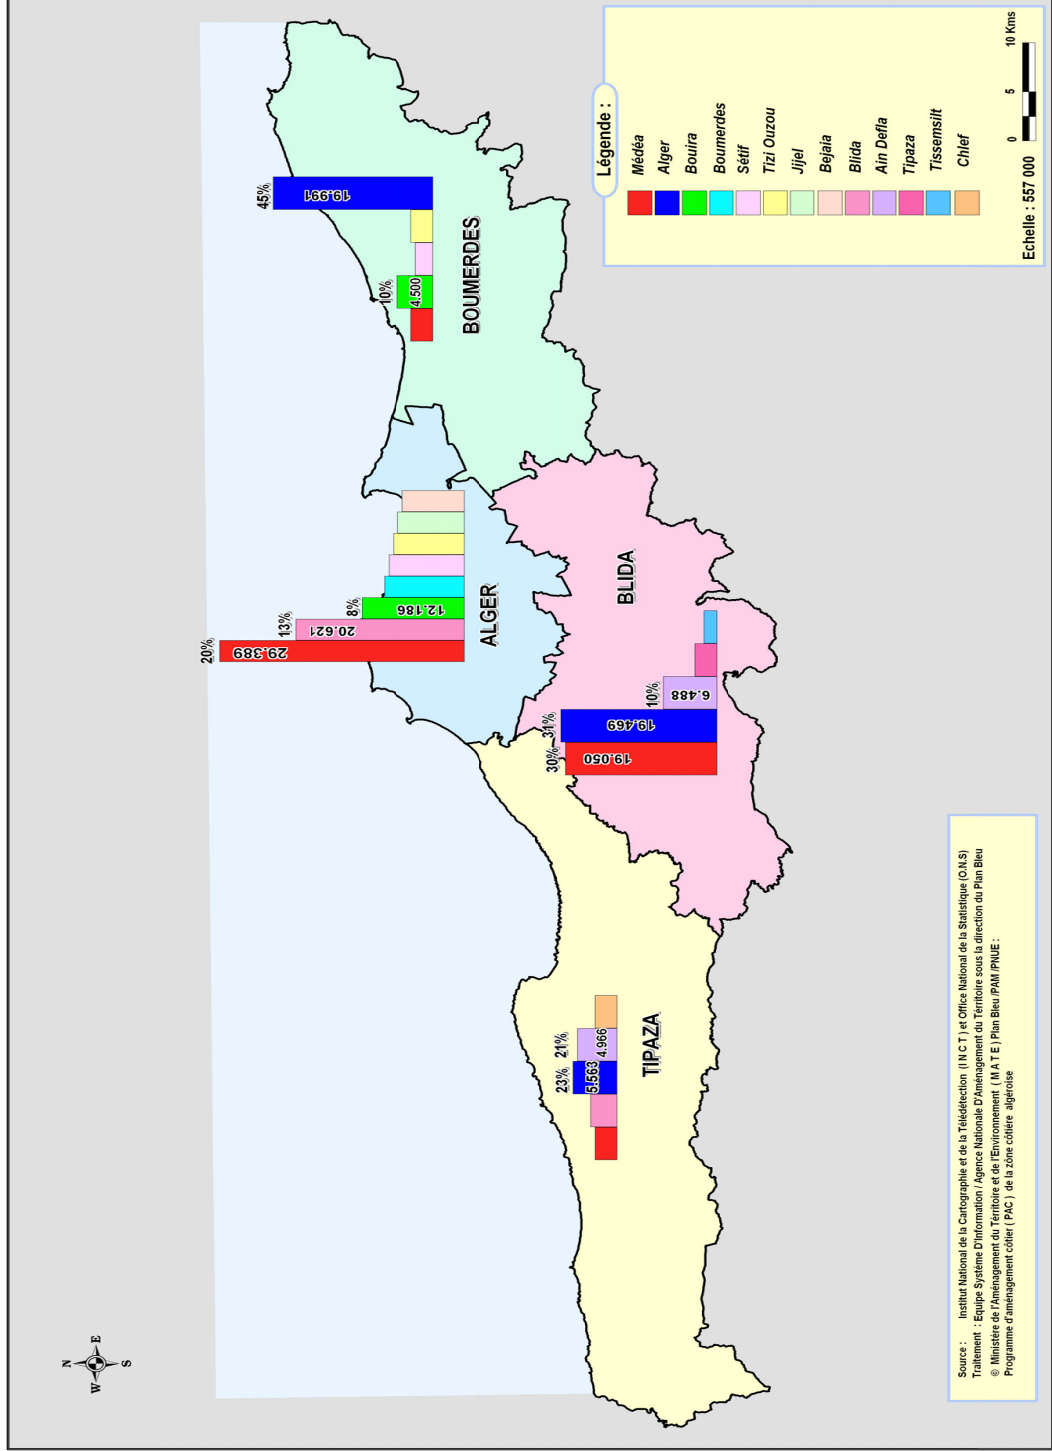 N
W
E
S
45%
19.991
10%
4.500
BOUMERDES
20%
29.389
13%
20.621
8%
12.186
ALGER
30%
19.050
31%
19.469
10%
6.488
BLIDA
23%
5.563
21%
4.966
TIPAZA
Légende :
Médéa
Alger
Bouira
Boumerdes
Sétif
Tizi Ouzou
Jijel
Bejaia
Blida
Ain Defla
Tipaza
Tissemsilt
Chlef
Echelle : 557 000
0 5 10 Kms
Source : Institut National de la Cartographie et de la Télédétection (I N C T ) et Office National de la Statistique (O.N.S)
Traitement : Equipe Système D'Information / Agence Nationale D'Aménagement du Térritoire sous la direction du Plan Bleu
© Ministère de l'Aménagement du Térritoire et de l'Environnement ( M A T E ) Plan Bleu /PAM /PNUE :
Programme d'aménagement côtier ( PAC ) de la zône côtière algéroise